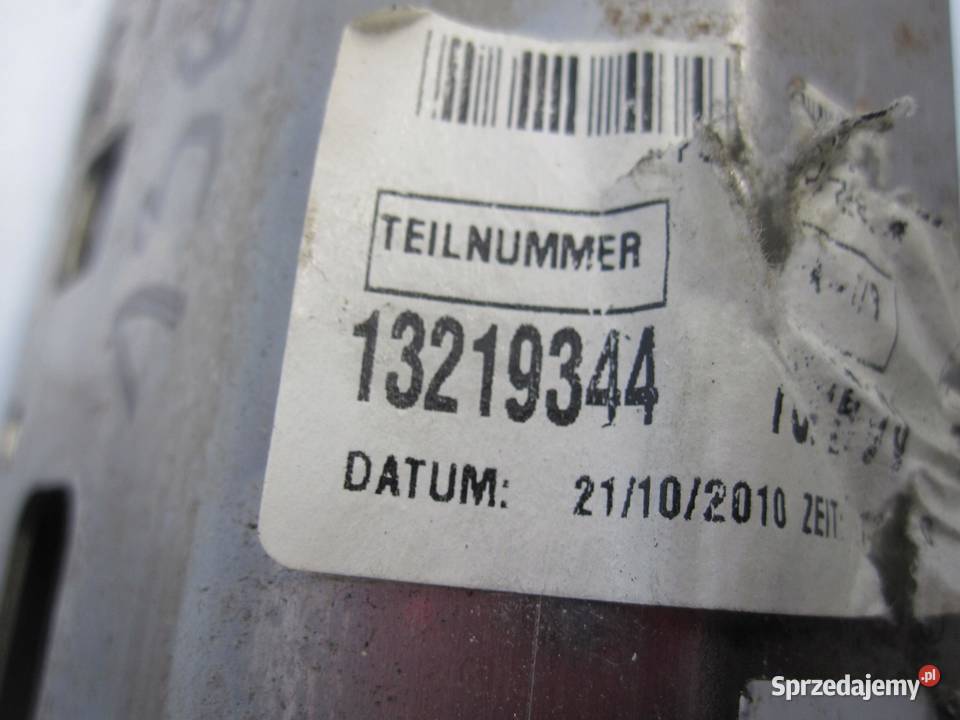 TEILNUMMER
13219344
DATUM: 21/10/2010 ZEIT:
Sprzedajemy.pl